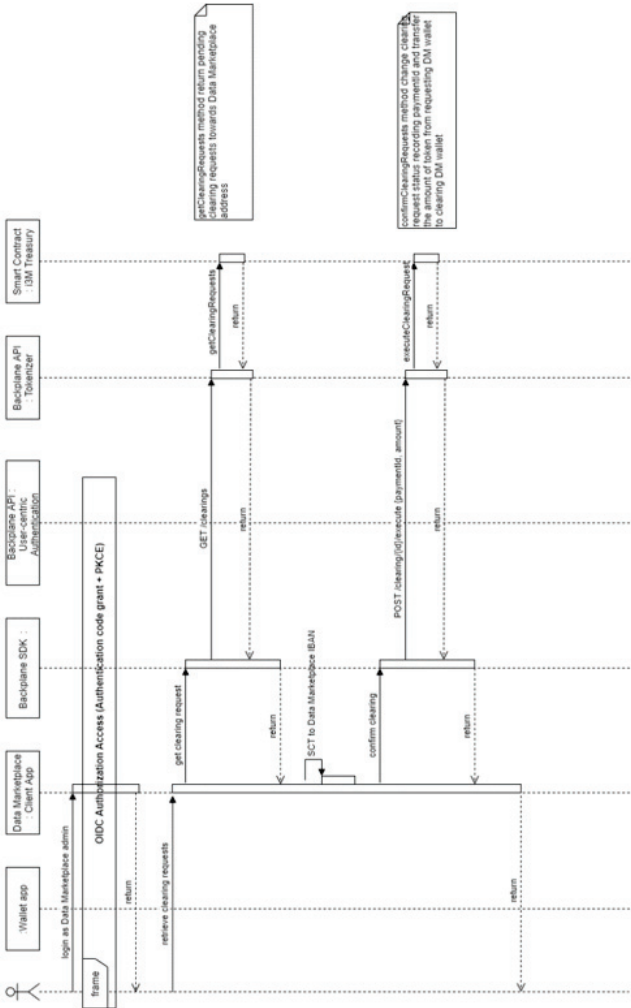 :Wallet app
Data Marketplace
: Client App
Backplane SDK :
Backplane API :
User-centric
Authentication
Backplane API
: Tokenizer
Smart Contract
: i3M Treasury
login as Data Marketplace admin
frame
OIDC Authorization Access (Authentication code grant + PKCE)
return
retrieve clearing requests
get clearing request
GET /clearings
getClearingRequests
getClearingRequests method return pending
clearing requests towards Data Marketplace
address
return
return
return
SCT to Data Marketplace IBAN
confirm clearing
POST /clearing/{id}/execute {paymentId, amount}
executeClearingRequest
confirmClearingRequests method change clearing
request status recording paymentId and transfer
the amount of token from requesting DM wallet
to clearing DM wallet
return
return
return
return